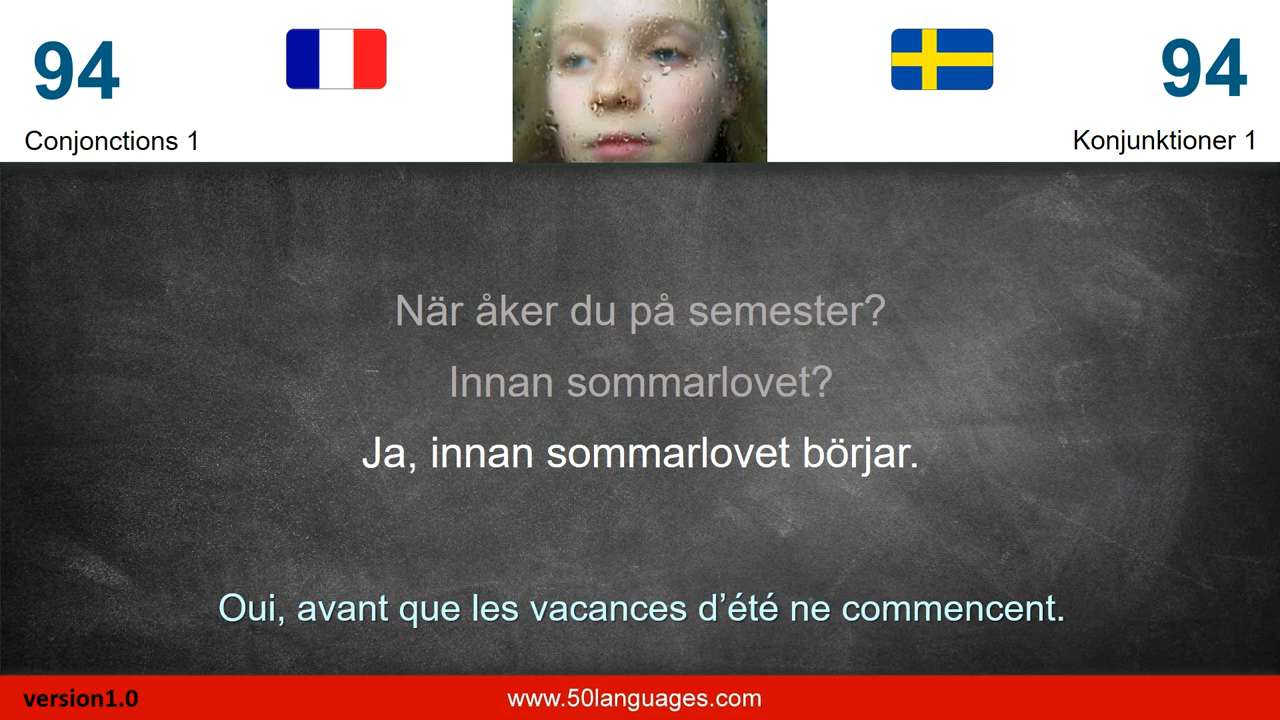 94
94
Conjonctions 1
Konjunktioner 1
När åker du på semester?
Innan sommarlovet?
Ja, innan sommarlovet börjar.
Oui, avant que les vacances d’été ne commencent.
version1.0
www.50languages.com